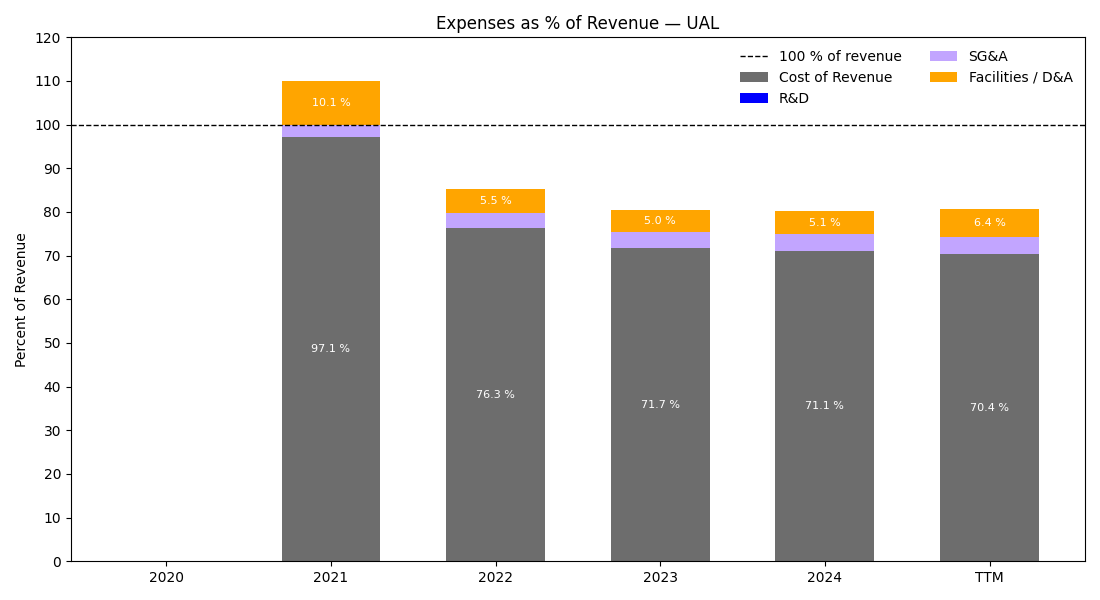 Expenses as % of Revenue — UAL
120
110
100
90
80
70
60
50
40
30
20
10
0
Percent of Revenue
100 % of revenue
Cost of Revenue
R&D
SG&A
Facilities / D&A
10.1 %
97.1 %
5.5 %
76.3 %
5.0 %
71.7 %
5.1 %
71.1 %
6.4 %
70.4 %
2020 2021 2022 2023 2024 TTM